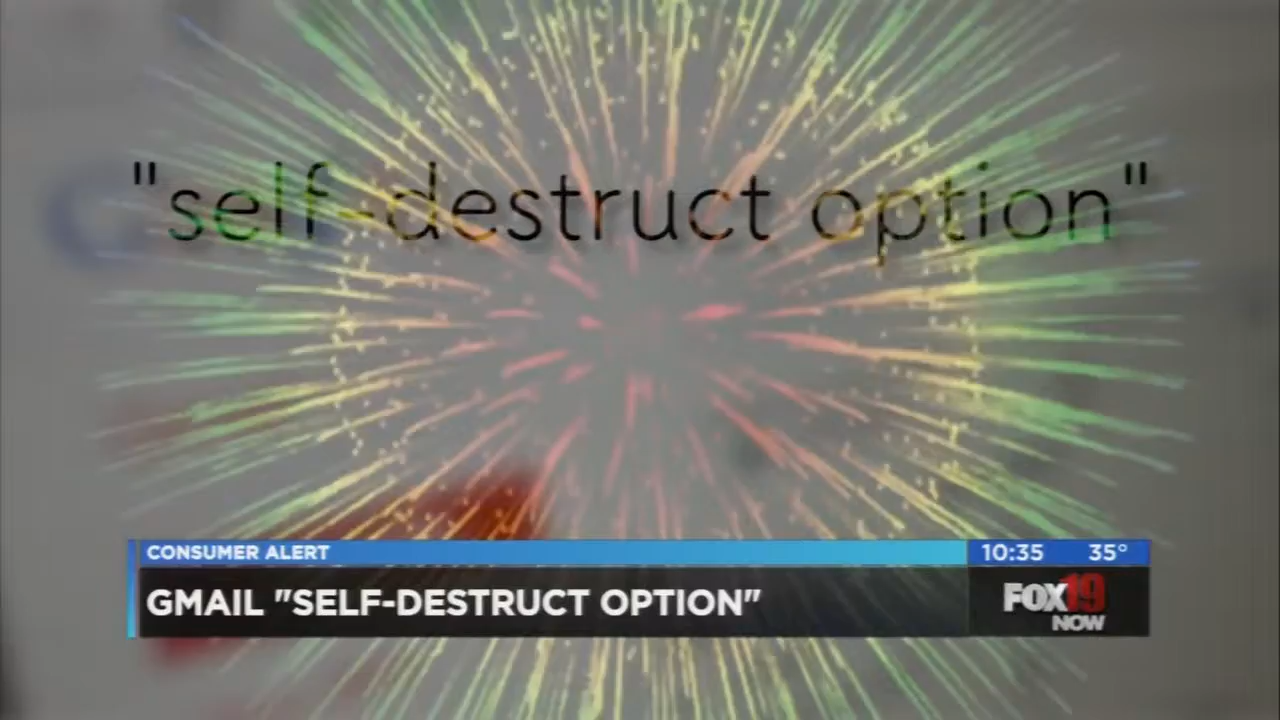 "self-destruct option"
CONSUMER ALERT
10:35 35°
GMAIL "SELF-DESTRUCT OPTION"
FOX19
NOW